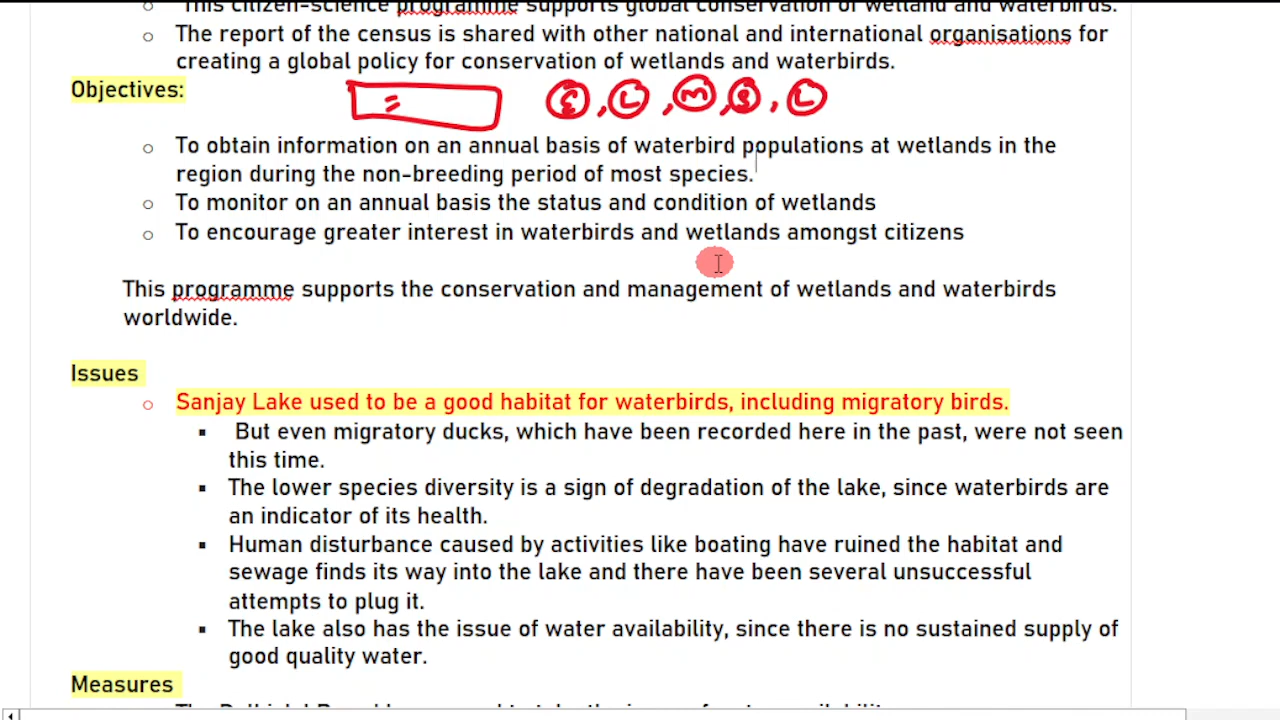 This citizen-science programme supports global conservation of wetland and waterbirds.
The report of the census is shared with other national and international organisations for
creating a global policy for conservation of wetlands and waterbirds.
Objectives:
=
, L , m , S , L
To obtain information on an annual basis of waterbird populations at wetlands in the
region during the non-breeding period of most species.
To monitor on an annual basis the status and condition of wetlands
To encourage greater interest in waterbirds and wetlands amongst citizens
This programme supports the conservation and management of wetlands and waterbirds
worldwide.
Issues
Sanjay Lake used to be a good habitat for waterbirds, including migratory birds.
But even migratory ducks, which have been recorded here in the past, were not seen
this time.
The lower species diversity is a sign of degradation of the lake, since waterbirds are
an indicator of its health.
Human disturbance caused by activities like boating have ruined the habitat and
sewage finds its way into the lake and there have been several unsuccessful
attempts to plug it.
The lake also has the issue of water availability, since there is no sustained supply of
good quality water.
Measures